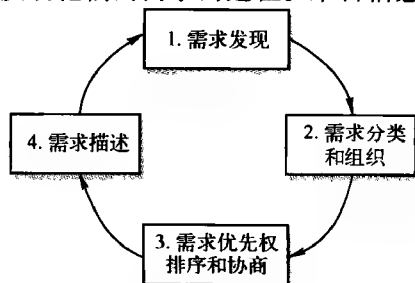 1. 需求发现
2. 需求分类
和组织
3. 需求优先权
排序和协商
4. 需求描述